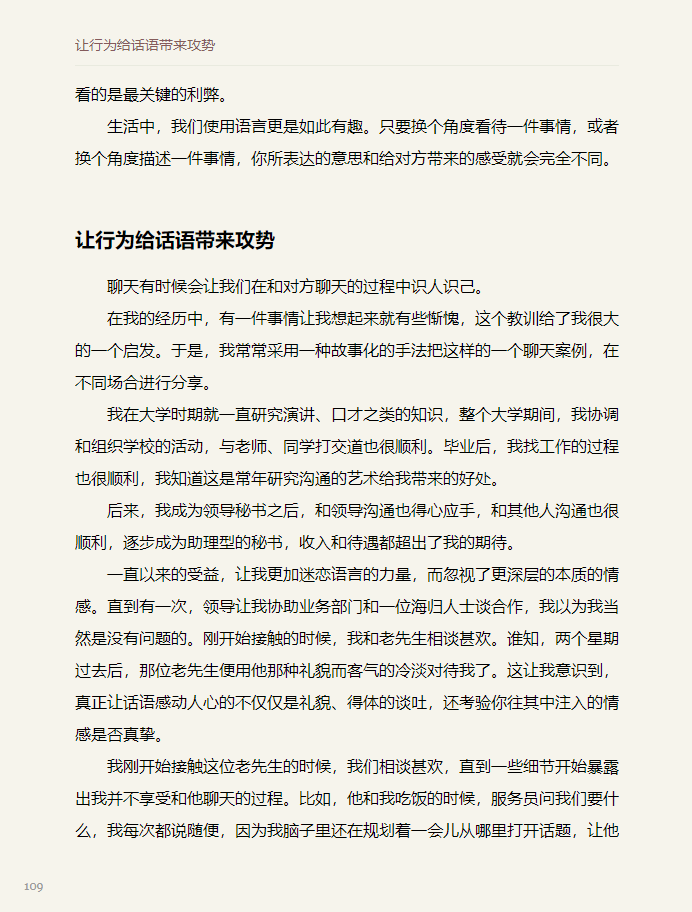 让行为给话语带来攻势
看的是最关键的利弊。
生活中，我们使用语言更是如此有趣。只要换个角度看待一件事情，或者
换个角度描述一件事情，你所表达的意思和给对方带来的感受就会完全不同。
让行为给话语带来攻势
聊天有时候会让我们在和对方聊天的过程中识人识己。
在我的经历中，有一件事情让我想起来就有些惭愧，这个教训给了我很大
的一个启发。于是，我常常采用一种故事化的手法把这样的一个聊天案例，在
不同场合进行分享。
我在大学时期就一直研究演讲、口才之类的知识，整个大学期间，我协调
和组织学校的活动，与老师、同学打交道也很顺利。毕业后，我找工作的过程
也很顺利，我知道这是常年研究沟通的艺术给我带来的好处。
后来，我成为领导秘书之后，和领导沟通也得心应手，和其他人沟通也很
顺利，逐步成为助理型的秘书，收入和待遇都超出了我的期待。
一直以来的受益，让我更加迷恋语言的力量，而忽视了更深层的本质的情
感。直到有一次，领导让我协助业务部门和一位海归人士谈合作，我以为我当
然是没有问题的。刚开始接触的时候，我和老先生相谈甚欢。谁知，两个星期
过去后，那位老先生便用他那种礼貌而客气的冷淡对待我了。这让我意识到，
真正让话语感动人心的不仅仅是礼貌、得体的谈吐，还考验你往其中注入的情
感是否真挚。
我刚开始接触这位老先生的时候，我们相谈甚欢，直到一些细节开始暴露
出我并不享受和他聊天的过程。比如，他和我吃饭的时候，服务员问我们要什
么，我每次都说随便，因为我脑子里还在规划着一会儿从哪里打开话题，让他
109